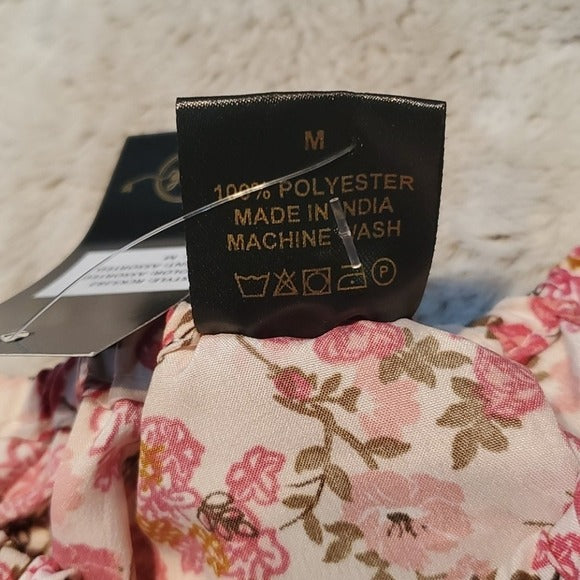 M
100% POLYESTER
MADE IN INDIA
MACHINE WASH
P
M